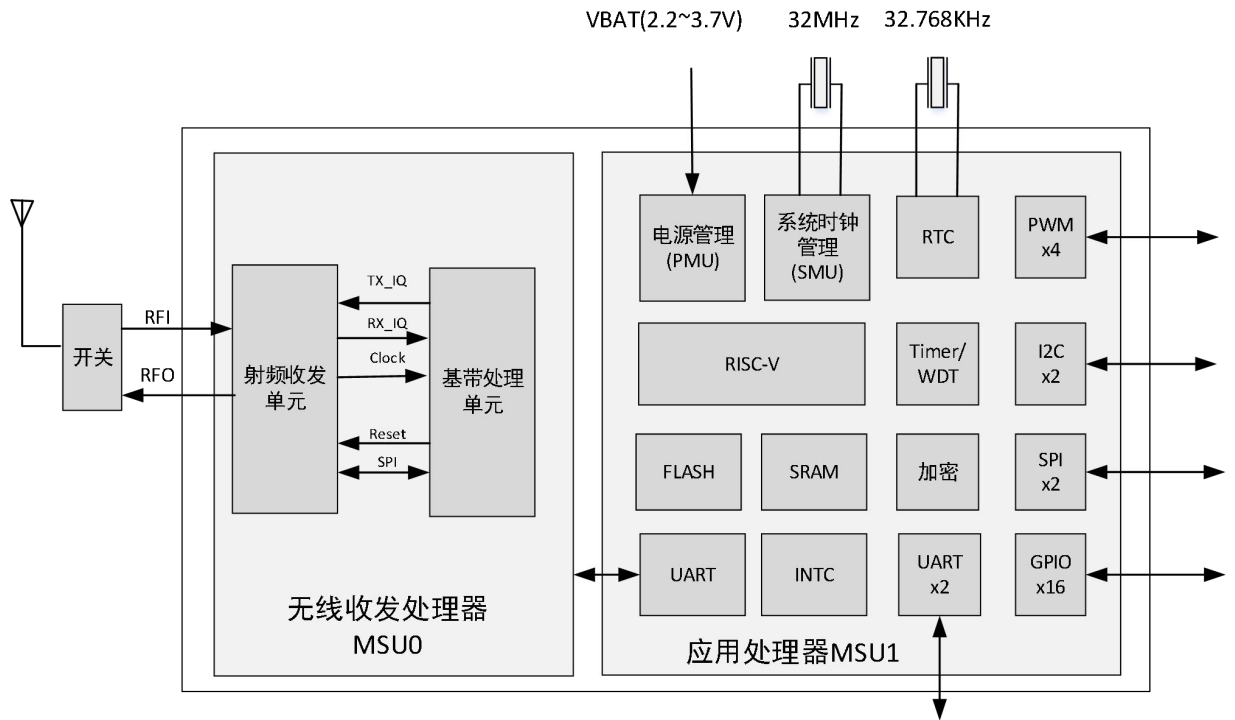 VBAT(2.2~3.7V)
32MHz
32.768KHz
开关
RFI
RFO
射频收发
单元
TX_IQ
RX_IQ
Clock
Reset
SPI
基带处理
单元
无线收发处理器
MSU0
电源管理
(PMU)
系统时钟
管理
(SMU)
RTC
PWM
x4
RISC-V
Timer/
WDT
I2C
x2
FLASH
SRAM
加密
SPI
x2
UART
INTC
UART
x2
GPIO
x16
应用处理器MSU1